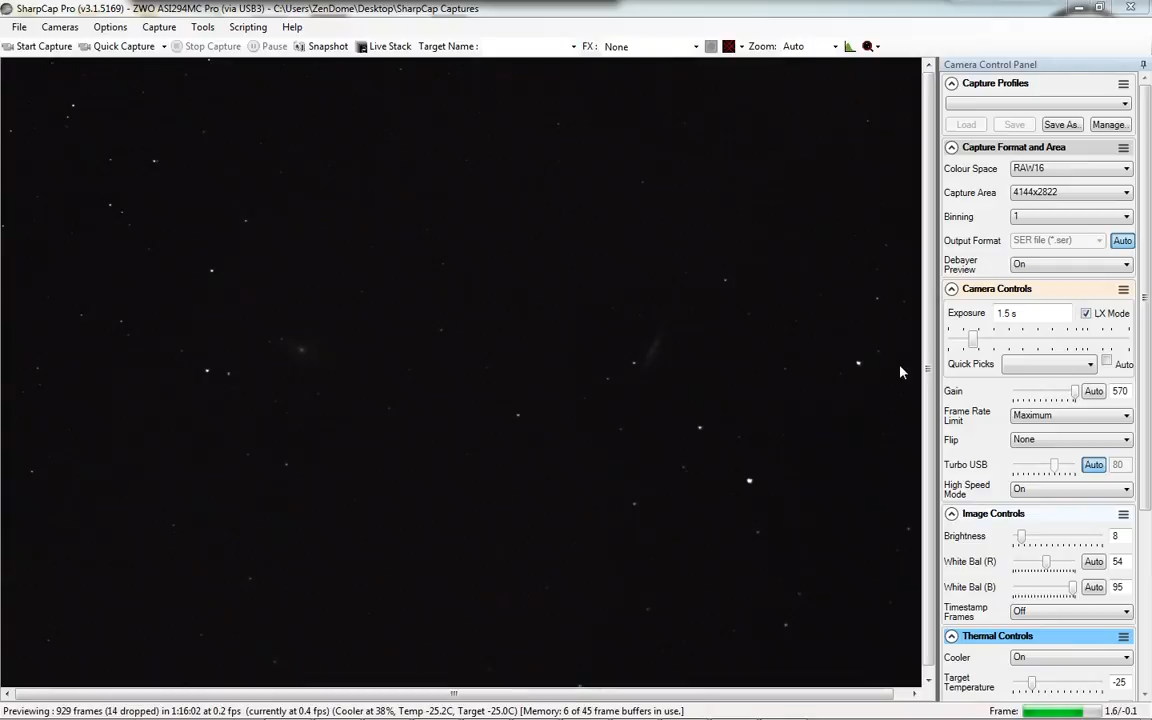 SharpCap Pro (v3.1.5169) - ZWO ASI294MC Pro (via USB3) - C:\Users\ZenDome\Desktop\SharpCap Captures
File Cameras Options Capture Tools Scripting Help
Start Capture Quick Capture Stop Capture Pause Snapshot Live Stack Target Name : FX : None Zoom: Auto
Camera Control Panel
Capture Profiles
Load Save Save As.. Manage..
Capture Format and Area
Colour Space RAW16
Capture Area 4144x2822
Binning 1
Output Format SER file (*.ser) Auto
Debayer
Preview
On
Camera Controls
Exposure 1.5 s LX Mode
Quick Picks Auto
Gain Auto 570
Frame Rate
Limit
Maximum
Flip None
Turbo USB Auto 80
High Speed
Mode
On
Image Controls
Brightness 8
White Bal (R) Auto 54
White Bal (B) Auto 95
Timestamp
Frames
Off
Thermal Controls
Cooler On
Target
Temperature
-25
Previewing : 929 frames (14 dropped) in 1:16:02 at 0.2 fps (currently at 0.4 fps) (Cooler at 38%, Temp -25.2C, Target -25.0C) [Memory: 6 of 45 frame buffers in use.] Frame: 1.6/-0.1